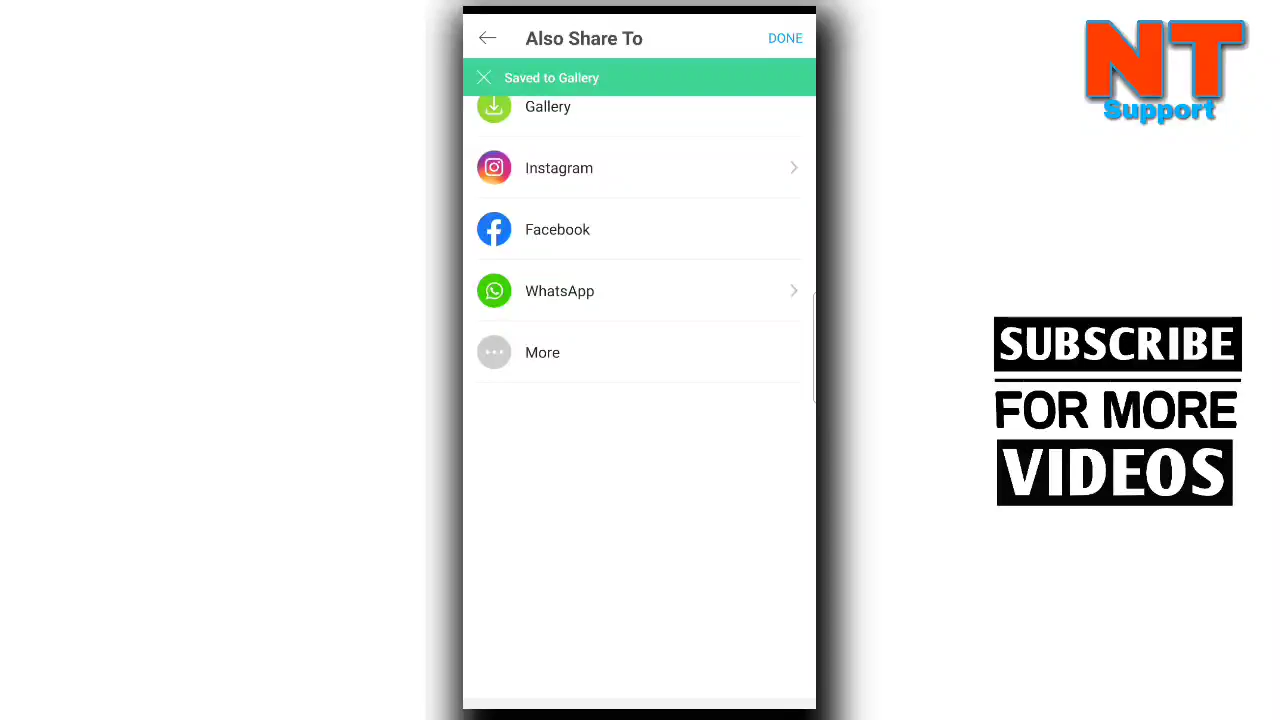 Also Share To
DONE
Saved to Gallery
Gallery
Instagram
Facebook
WhatsApp
More
NT
Support
SUBSCRIBE
FOR MORE
VIDEOS